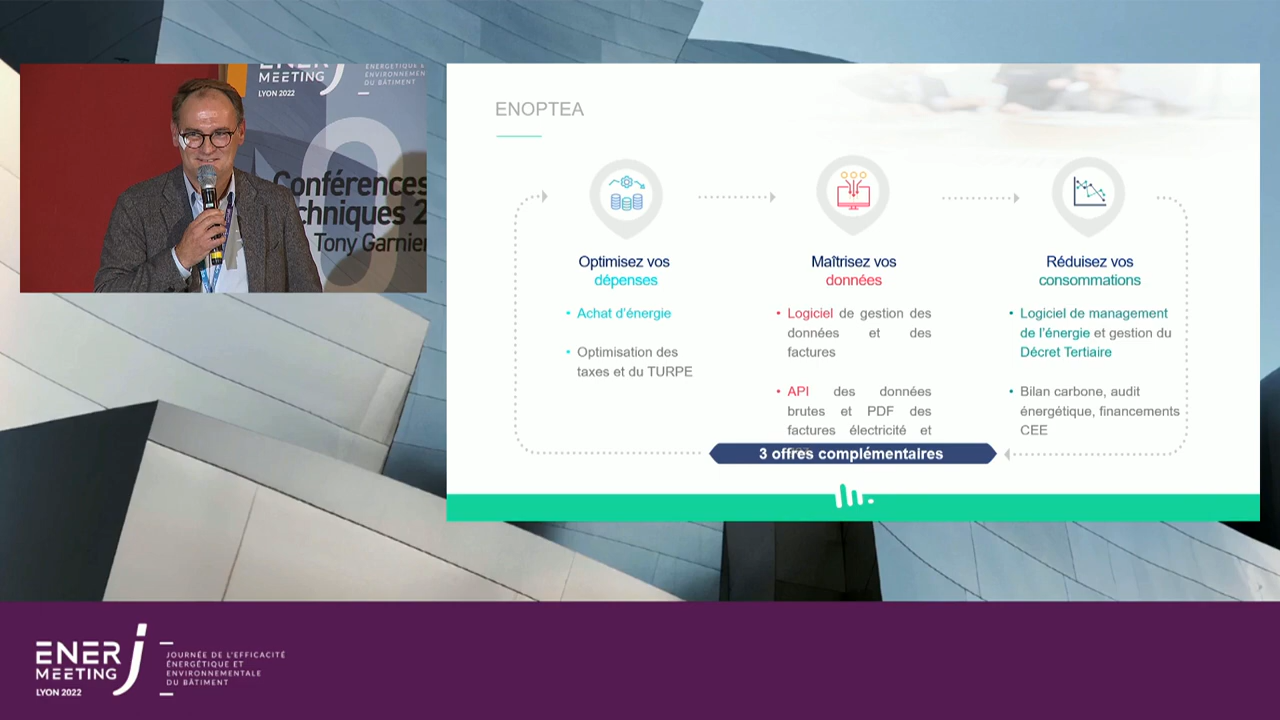 ENERJ
MEETING
LYON 2022
ÉNERGÉTIQUE ET
ENVIRONNEMENT
DU BÂTIMENT
Conférences
chniques 2
Tony Garnier
ENOPTEA
Optimisez vos
dépenses
• Achat d'énergie
• Optimisation des
taxes et du TURPE
Maîtrisez vos
données
• Logiciel de gestion des
données et des
factures
• API des données
brutes et PDF des
factures électricité et
Réduisez vos
consommations
• Logiciel de management
de l'énergie et gestion du
Décret Tertiaire
• Bilan carbone, audit
énergétique, financements
CEE
3 offres complémentaires
ENERJ
MEETING
LYON 2022
JOURNÉE DE L'EFFICACITÉ
ÉNERGÉTIQUE ET
ENVIRONNEMENTALE
DU BÂTIMENT